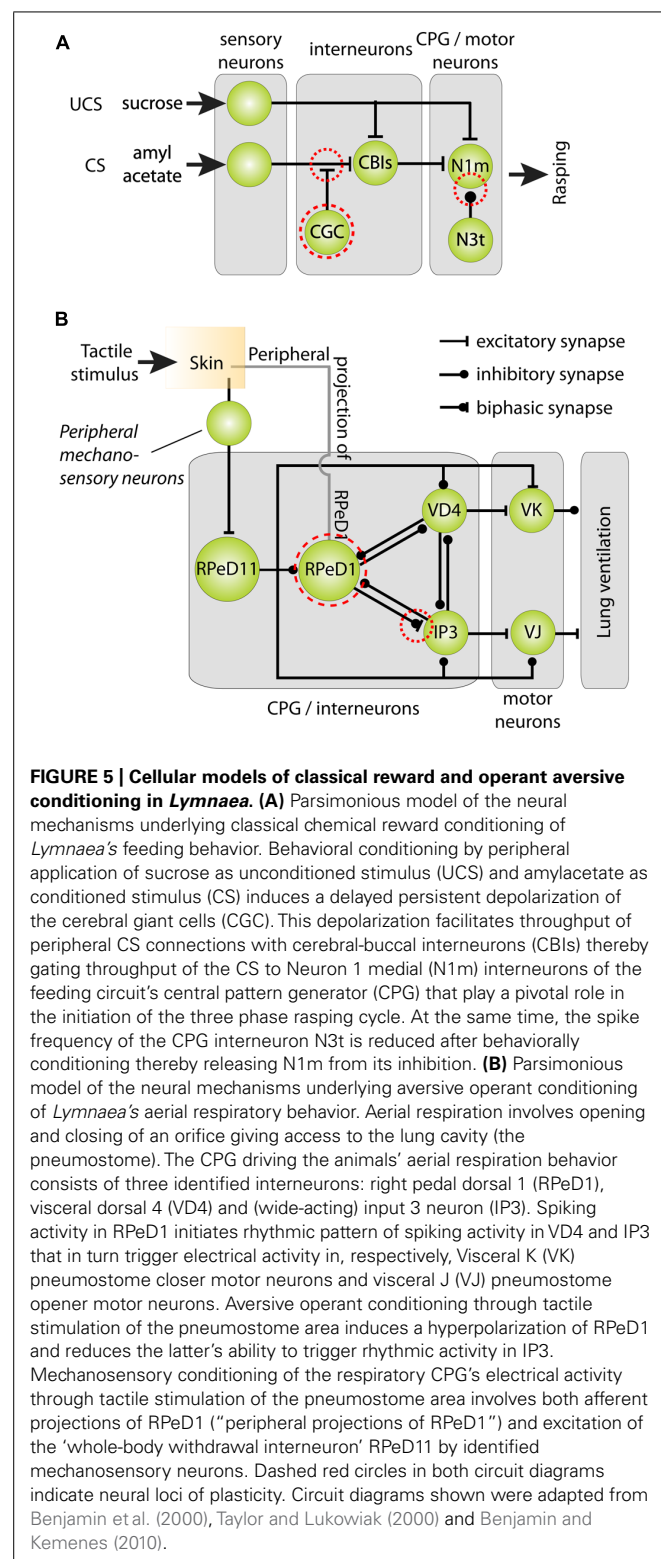 A
sensory neurons
interneurons
CPG / motor neurons
UCS sucrose
CS amyl acetate
CBIs
N1m
CGC
N3t
Rasping
B
Tactile stimulus
Skin
Peripheral projection of RPeD1
excitatory synapse
inhibitory synapse
biphasic synapse
Peripheral
mechano-
sensory neurons
VD4
VK
RPeD11
RPeD1
IP3
VJ
Lung ventilation
CPG / interneurons
motor
neurons
FIGURE 5 | Cellular models of classical reward and operant aversive
conditioning in Lymnaea. (A) Parsimonious model of the neural
mechanisms underlying classical chemical reward conditioning of
Lymnaea's feeding behavior. Behavioral conditioning by peripheral
application of sucrose as unconditioned stimulus (UCS) and amylacetate as
conditioned stimulus (CS) induces a delayed persistent depolarization of
the cerebral giant cells (CGC). This depolarization facilitates throughput of
peripheral CS connections with cerebral-buccal interneurons (CBIs) thereby
gating throughput of the CS to Neuron 1 medial (N1m) interneurons of the
feeding circuit's central pattern generator (CPG) that play a pivotal role in
the initiation of the three phase rasping cycle. At the same time, the spike
frequency of the CPG interneuron N3t is reduced after behaviorally
conditioning thereby releasing N1m from its inhibition. (B) Parsimonious
model of the neural mechanisms underlying aversive operant conditioning
of Lymnaea's aerial respiratory behavior. Aerial respiration involves opening
and closing of an orifice giving access to the lung cavity (the
pneumostome). The CPG driving the animals' aerial respiration behavior
consists of three identified interneurons: right pedal dorsal 1 (RPeD1),
visceral dorsal 4 (VD4) and (wide-acting) input 3 neuron (IP3). Spiking
activity in RPeD1 initiates rhythmic pattern of spiking activity in VD4 and IP3
that in turn trigger electrical activity in, respectively, Visceral K (VK)
pneumostome closer motor neurons and visceral J (VJ) pneumostome
opener motor neurons. Aversive operant conditioning through tactile
stimulation of the pneumostome area induces a hyperpolarization of RPeD1
and reduces the latter's ability to trigger rhythmic activity in IP3.
Mechanosensory conditioning of the respiratory CPG's electrical activity
through tactile stimulation of the pneumostome area involves both afferent
projections of RPeD1 ("peripheral projections of RPeD1") and excitation of
the 'whole-body withdrawal interneuron' RPeD11 by identified
mechanosensory neurons. Dashed red circles in both circuit diagrams
indicate neural loci of plasticity. Circuit diagrams shown were adapted from
Benjamin et al. (2000), Taylor and Lukowiak (2000) and Benjamin and
Kemenes (2010).